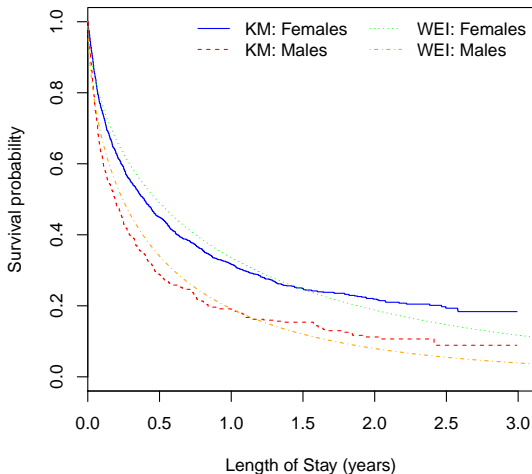 KM: Females WEI: Females
KM: Males WEI: Males
1.0
0.8
0.6
0.4
0.2
0.0
Survival probability
0.0 0.5 1.0 1.5 2.0 2.5 3.0
Length of Stay (years)